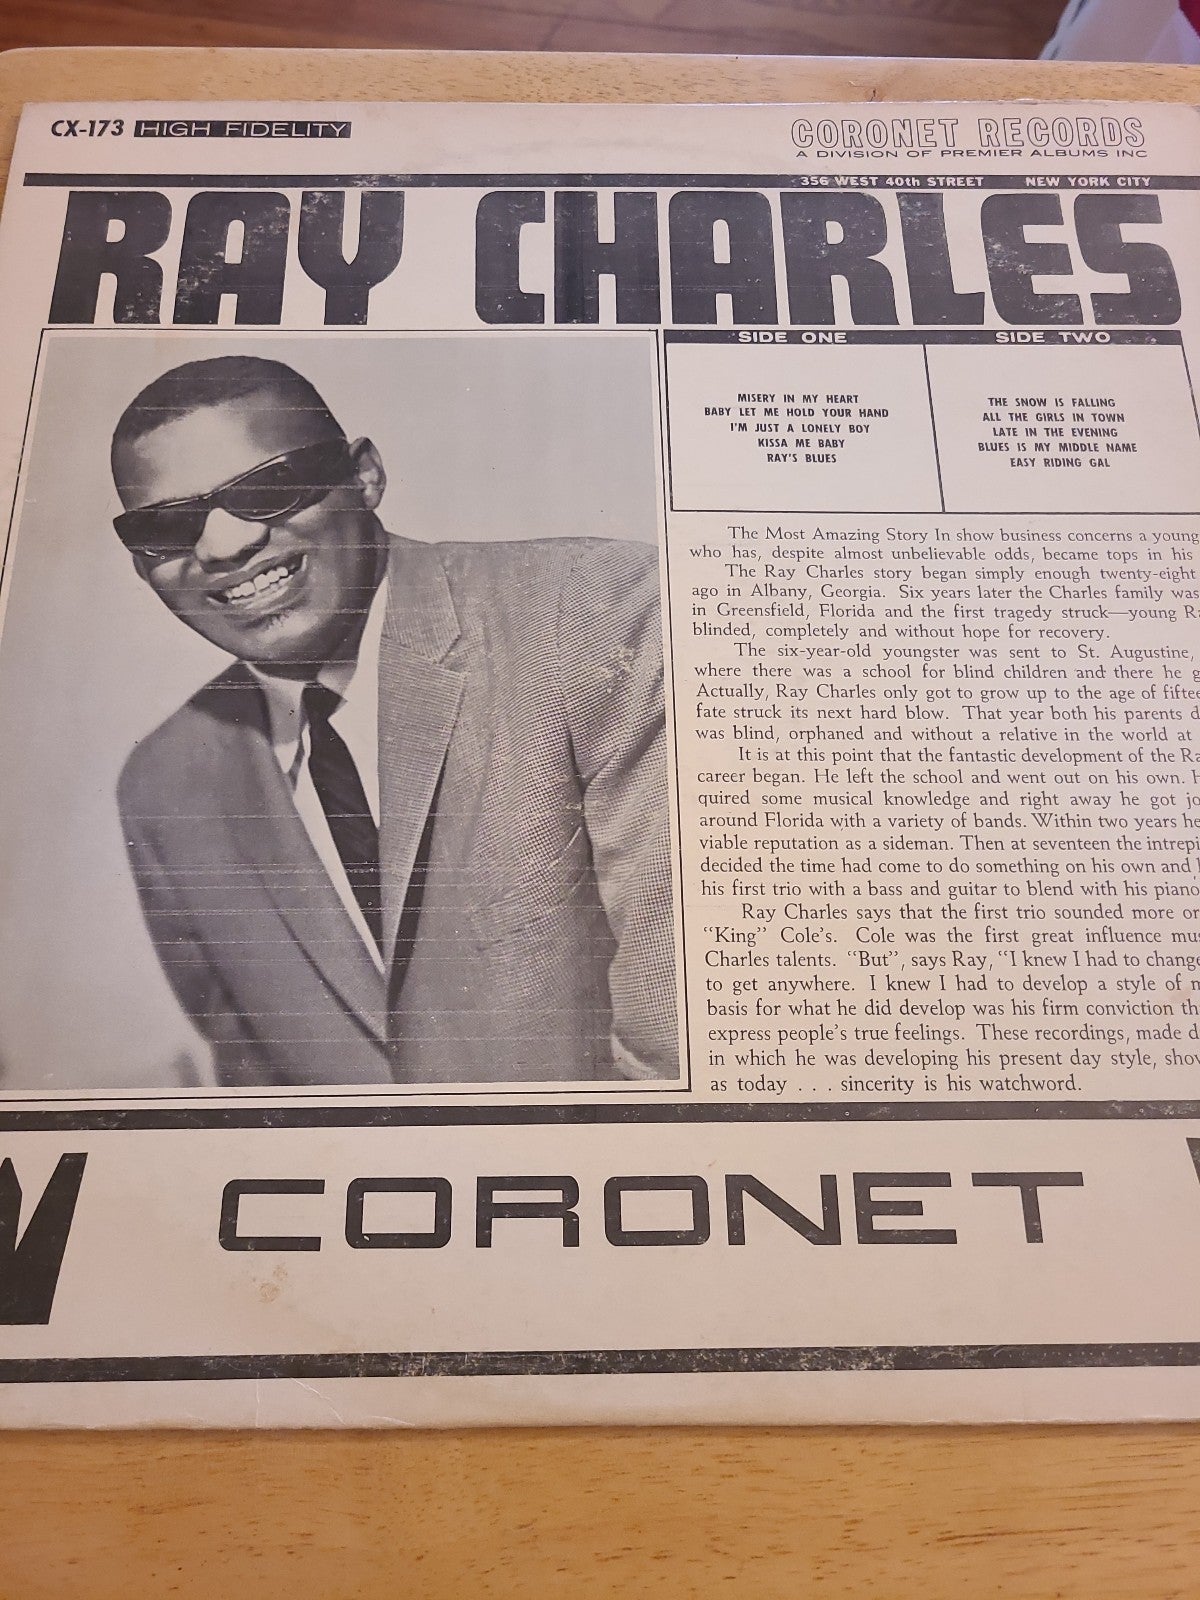 CX-173 HIGH FIDELITY
CORONET RECORDS
A DIVISION OF PREMIER ALBUMS INC
356 WEST 40th STREET NEW YORK CITY
RAY CHARLES
SIDE ONE
MISERY IN MY HEART
BABY LET ME HOLD YOUR HAND
I'M JUST A LONELY BOY
KISSA ME BABY
RAY'S BLUES
SIDE TWO
THE SNOW IS FALLING
ALL THE GIRLS IN TOWN
LATE IN THE EVENING
BLUES IS MY MIDDLE NAME
EASY RIDING GAL
The Most Amazing Story In show business concerns a young
who has, despite almost unbelievable odds, became tops in his
The Ray Charles story began simply enough twenty-eight
ago in Albany, Georgia. Six years later the Charles family was
in Greensfield, Florida and the first tragedy struck—young
blinded, completely and without hope for recovery.
The six-year-old youngster was sent to St. Augustine,
where there was a school for blind children and there he
Actually, Ray Charles only got to grow up to the age of
fate struck its next hard blow. That year both his parents
was blind, orphaned and without a relative in the world at
It is at this point that the fantastic development of the
career began. He left the school and went out on his own.
quired some musical knowledge and right away he got
around Florida with a variety of bands. Within two years he
viable reputation as a sideman. Then at seventeen the
decided the time had come to do something on his own and
his first trio with a bass and guitar to blend with his piano
Ray Charles says that the first trio sounded more or
"King" Cole's. Cole was the first great influence
Charles talents. "But", says Ray, "I knew I had to change
to get anywhere. I knew I had to develop a style of
basis for what he did develop was his firm conviction
express people's true feelings. These recordings, made
in which he was developing his present day style,
as today . . . sincerity is his watchword.
CORONET